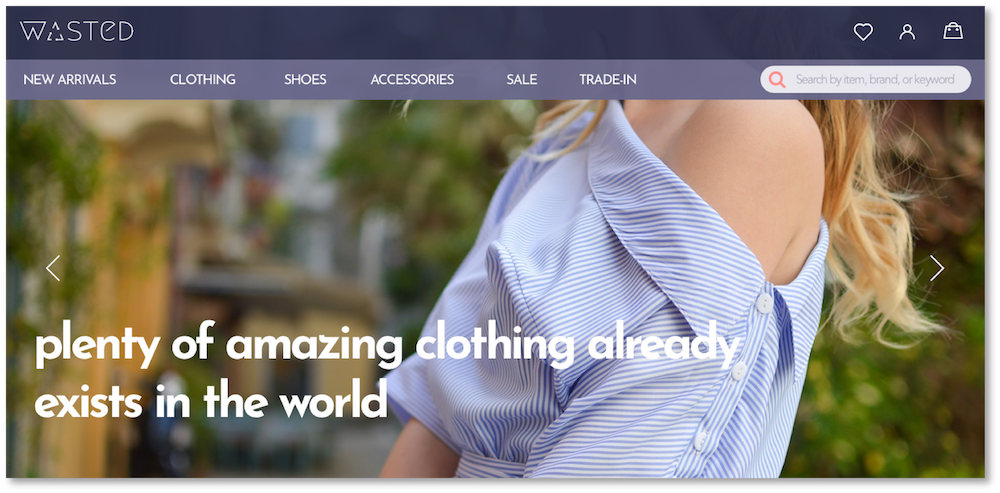 WASTeD
NEW ARRIVALS CLOTHING SHOES ACCESSORIES SALE TRADE-IN Search by item, brand, or keyword
plenty of amazing clothing already
exists in the world